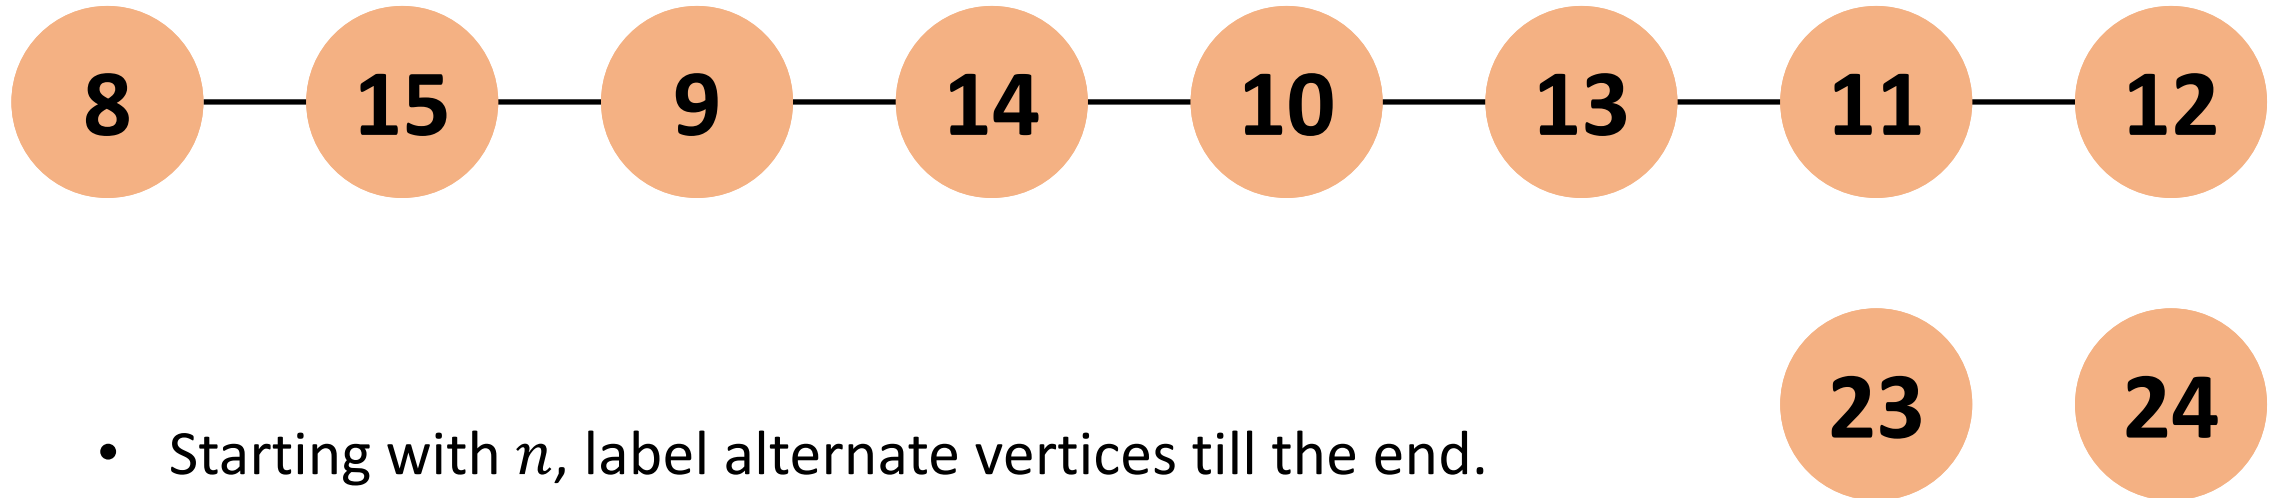 8 15 9 14 10 13 11 12
23 24
• Starting with 𝑛, label alternate vertices till the end.